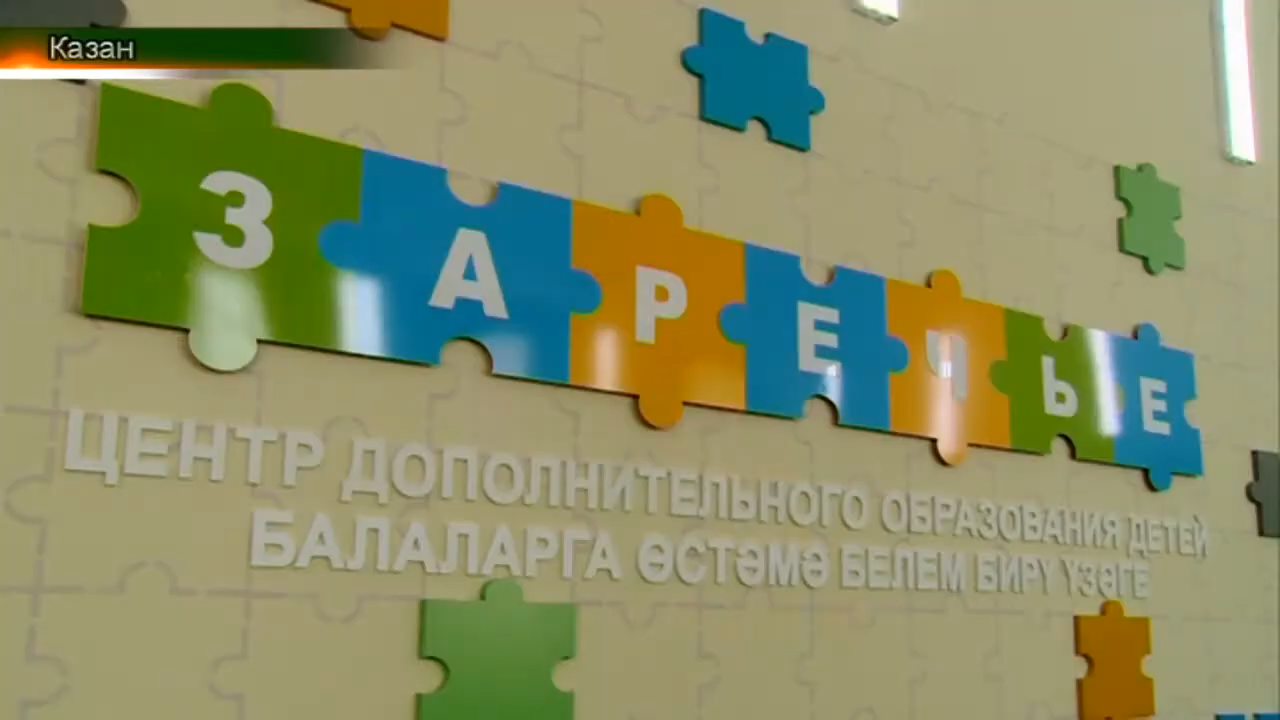 Казан
ЗАРЕЧЬЕ
ЦЕНТР ДОПОЛНИТЕЛЬНОГО ОБРАЗОВАНИЯ ДЕТЕЙ
БАЛАЛАРГА ӨСТӘМӘ БЕЛЕМ БИРҮ ҮЗӘГЕ